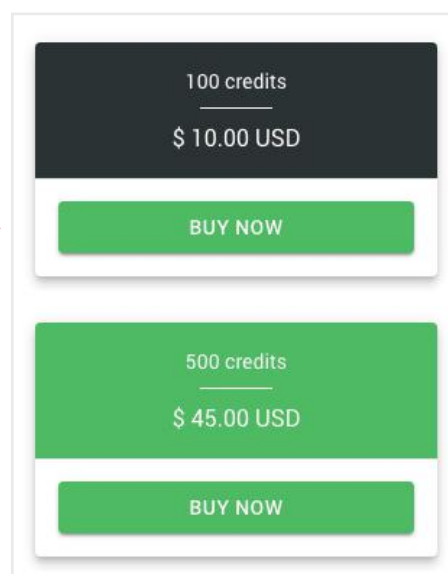 100 credits
$ 10.00 USD
BUY NOW
500 credits
$ 45.00 USD
BUY NOW